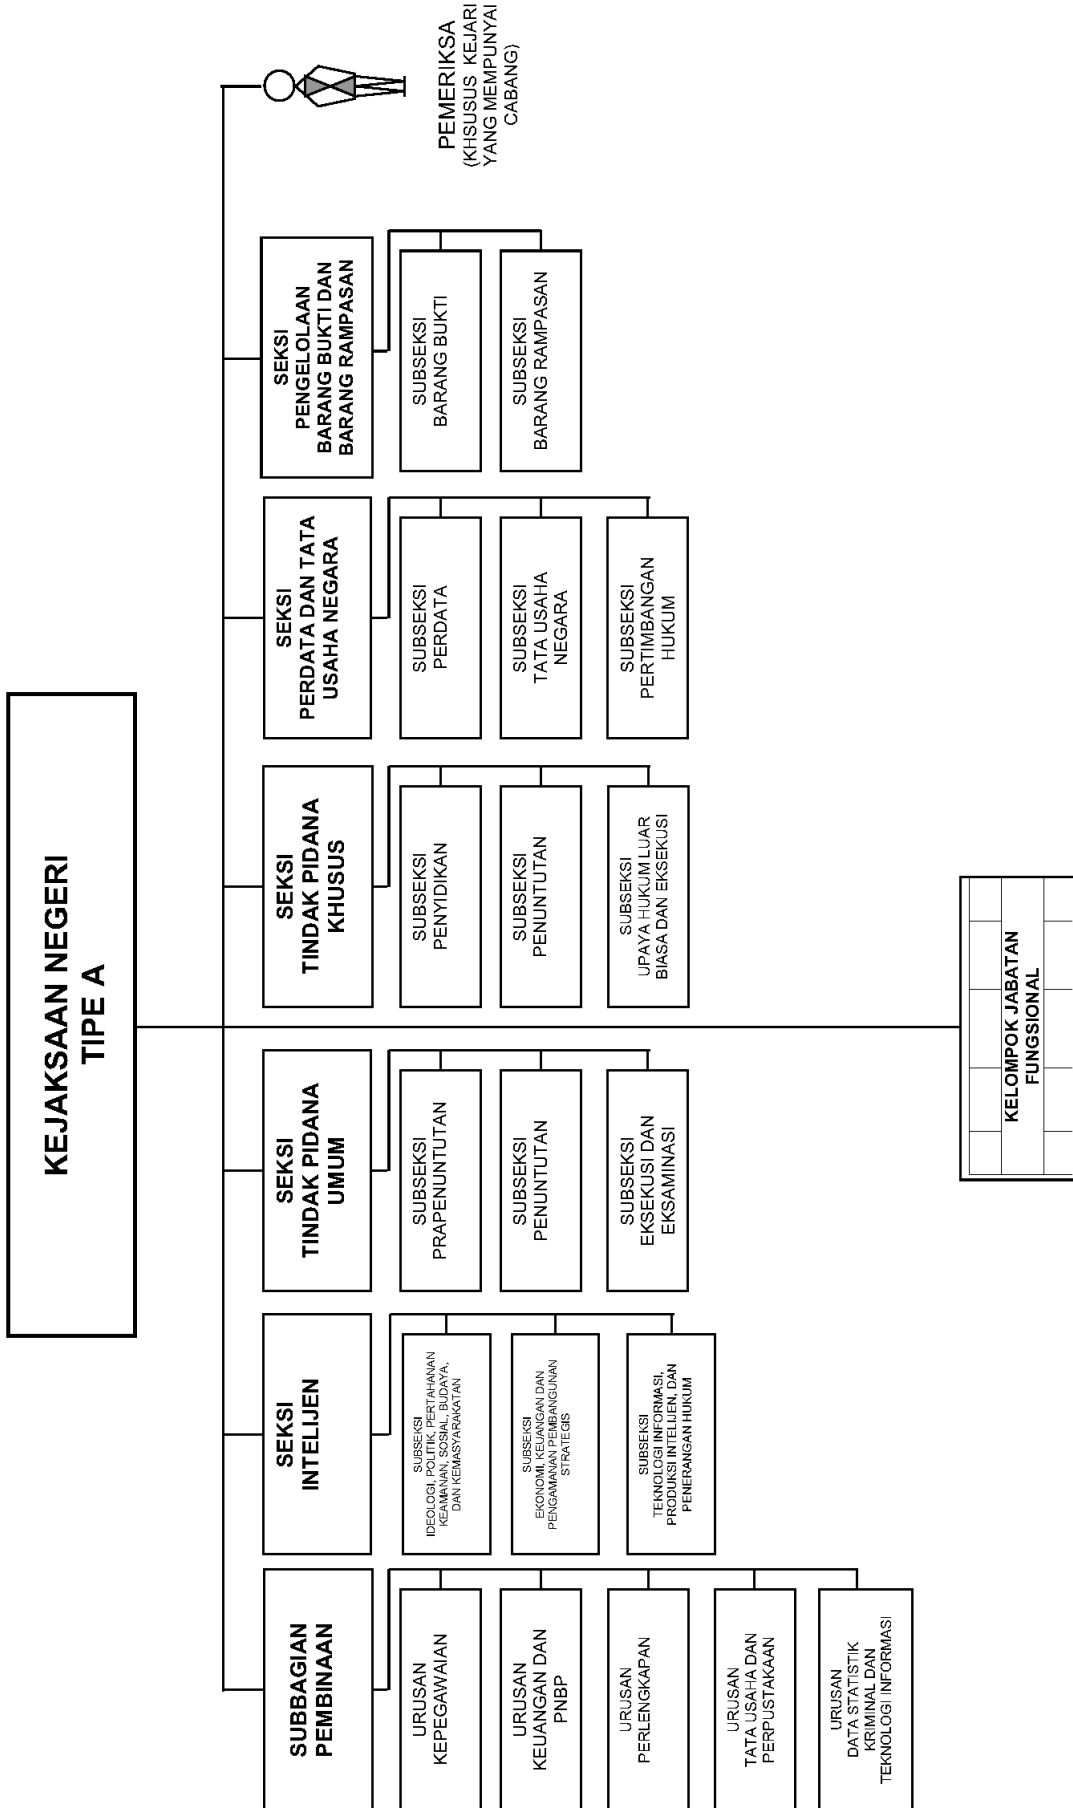 KEJAKSAAN NEGERI
TIPE A
SUBBAGIAN
PEMBINAAN
URUSAN
KEPEGAWAIAN
URUSAN
KEUANGAN DAN
PNBP
URUSAN
PERLENGKAPAN
URUSAN
TATA USAHA DAN
PERPUSTAKAAN
URUSAN
DATA STATISTIK
KRIMINAL DAN
TEKNOLOGI INFORMASI
SEKSI
INTELIJEN
SUBSEKSI
IDEOLOGI, POLITIK, PERTAHANAN
KEAMANAN, SOSIAL, BUDAYA,
DAN KEMASYARAKATAN
SUBSEKSI
EKONOMI, KEUANGAN DAN
PENGAMANAN PEMBANGUNAN
STRATEGIS
SUBSEKSI
TEKNOLOGI INFORMASI,
PRODUKSI INTELIJEN, DAN
PENERANGAN HUKUM
SEKSI
TINDAK PIDANA
UMUM
SUBSEKSI
PRAPENUNTUTAN
SUBSEKSI
PENUNTUTAN
SUBSEKSI
EKSEKUSI DAN
EKSAMINASI
SEKSI
TINDAK PIDANA
KHUSUS
SUBSEKSI
PENYIDIKAN
SUBSEKSI
PENUNTUTAN
SUBSEKSI
UPAYA HUKUM LUAR
BIASA DAN EKSEKUSI
SEKSI
PERDATA DAN TATA
USAHA NEGARA
SUBSEKSI
PERDATA
SUBSEKSI
TATA USAHA
NEGARA
SUBSEKSI
PERTIMBANGAN
HUKUM
SEKSI
PENGELOLAAN
BARANG BUKTI DAN
BARANG RAMPASAN
SUBSEKSI
BARANG BUKTI
SUBSEKSI
BARANG RAMPASAN
PEMERIKSA
(KHSUSUS KEJARI
YANG MEMPUNYAI
CABANG)
KELOMPOK JABATAN
FUNGSIONAL